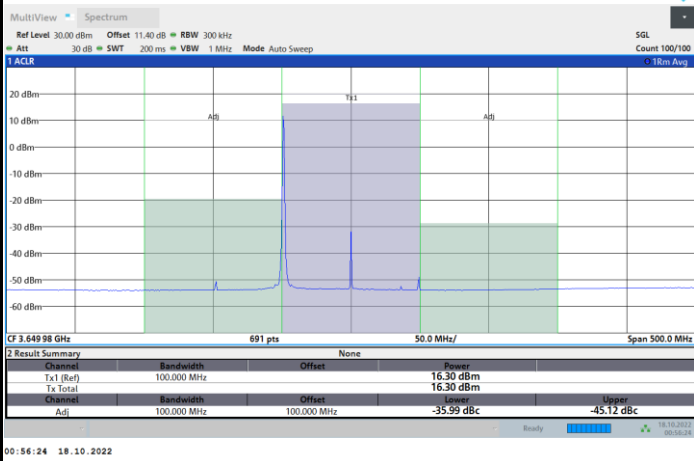 MultiView Spectrum
Ref Level 30.00 dBm Offset 11.40 dB RBW 300 kHz SGL
Att 30 dB SWT 200 ms VBW 1 MHz Mode Auto Sweep Count 100/100
1 ACLR 1Rm Avg
20 dBm
Tx1
10 dBm Adj Adj
0 dBm
-10 dBm
-20 dBm
-30 dBm
-40 dBm
-50 dBm
-60 dBm
CF 3.649 98 GHz 691 pts 50.0 MHz/ Span 500.0 MHz
2 Result Summary None
Channel Bandwidth Offset Power
Tx1 (Ref) 100.000 MHz 16.30 dBm
Tx Total 16.30 dBm
Channel Bandwidth Offset Lower Upper
Adj 100.000 MHz 100.000 MHz -35.99 dBc -45.12 dBc
Ready 18.10.2022
00:56:24
00:56:24 18.10.2022